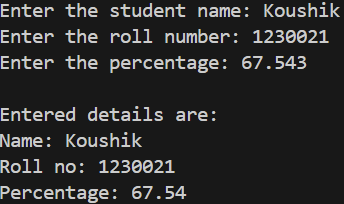 Enter the student name: Koushik
Enter the roll number: 1230021
Enter the percentage: 67.543
Entered details are:
Name: Koushik
Roll no: 1230021
Percentage: 67.54